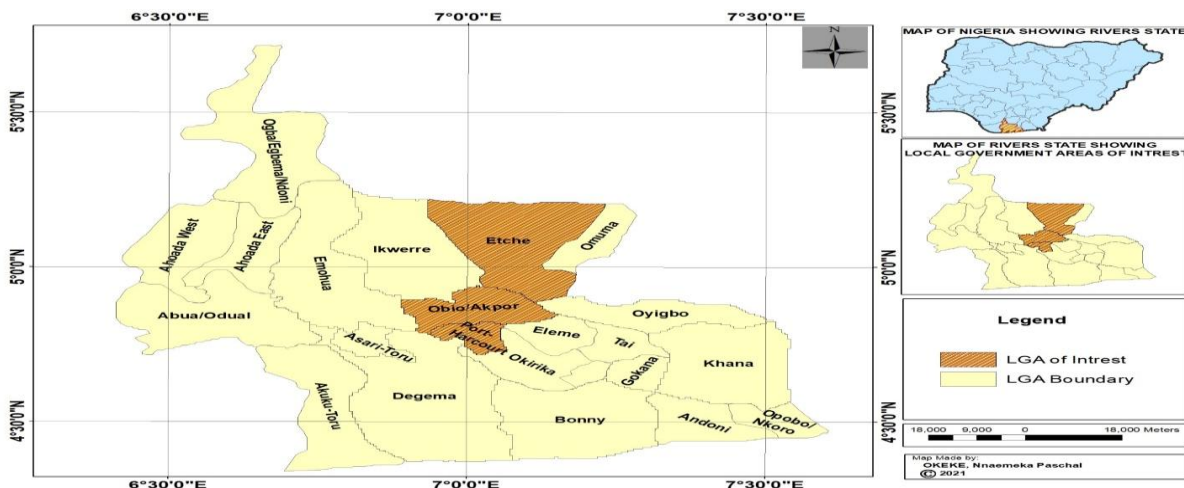 6°30'0"E
7°0'0"E
7°30'0"E
N
5°30'0"N
5°0'0"N
4°30'0"N
Ogba/Egbema/Ndoni
Ahoada West
Ahoada East
Emohua
Ikwerre
Etche
Omuma
Abua/Odual
Obio/Akpor
Oyigbo
Port-
Harcourt
Eleme
Tai
Asari-Toru
Okirika
Gokana
Khana
Akuku-Toru
Degema
Bonny
Andoni
Opobo/
Nkoro
5°30'0"N
5°0'0"N
4°30'0"N
6°30'0"E
7°0'0"E
7°30'0"E
MAP OF NIGERIA SHOWING RIVERS STATE
MAP OF RIVERS STATE SHOWING
LOCAL GOVERNMENT AREAS OF INTREST
Legend
LGA of Intrest
LGA Boundary
18,000 9,000 0 18,000 Meters
Map Made by:
OKEKE, Nnaemeka Paschal
© 2021